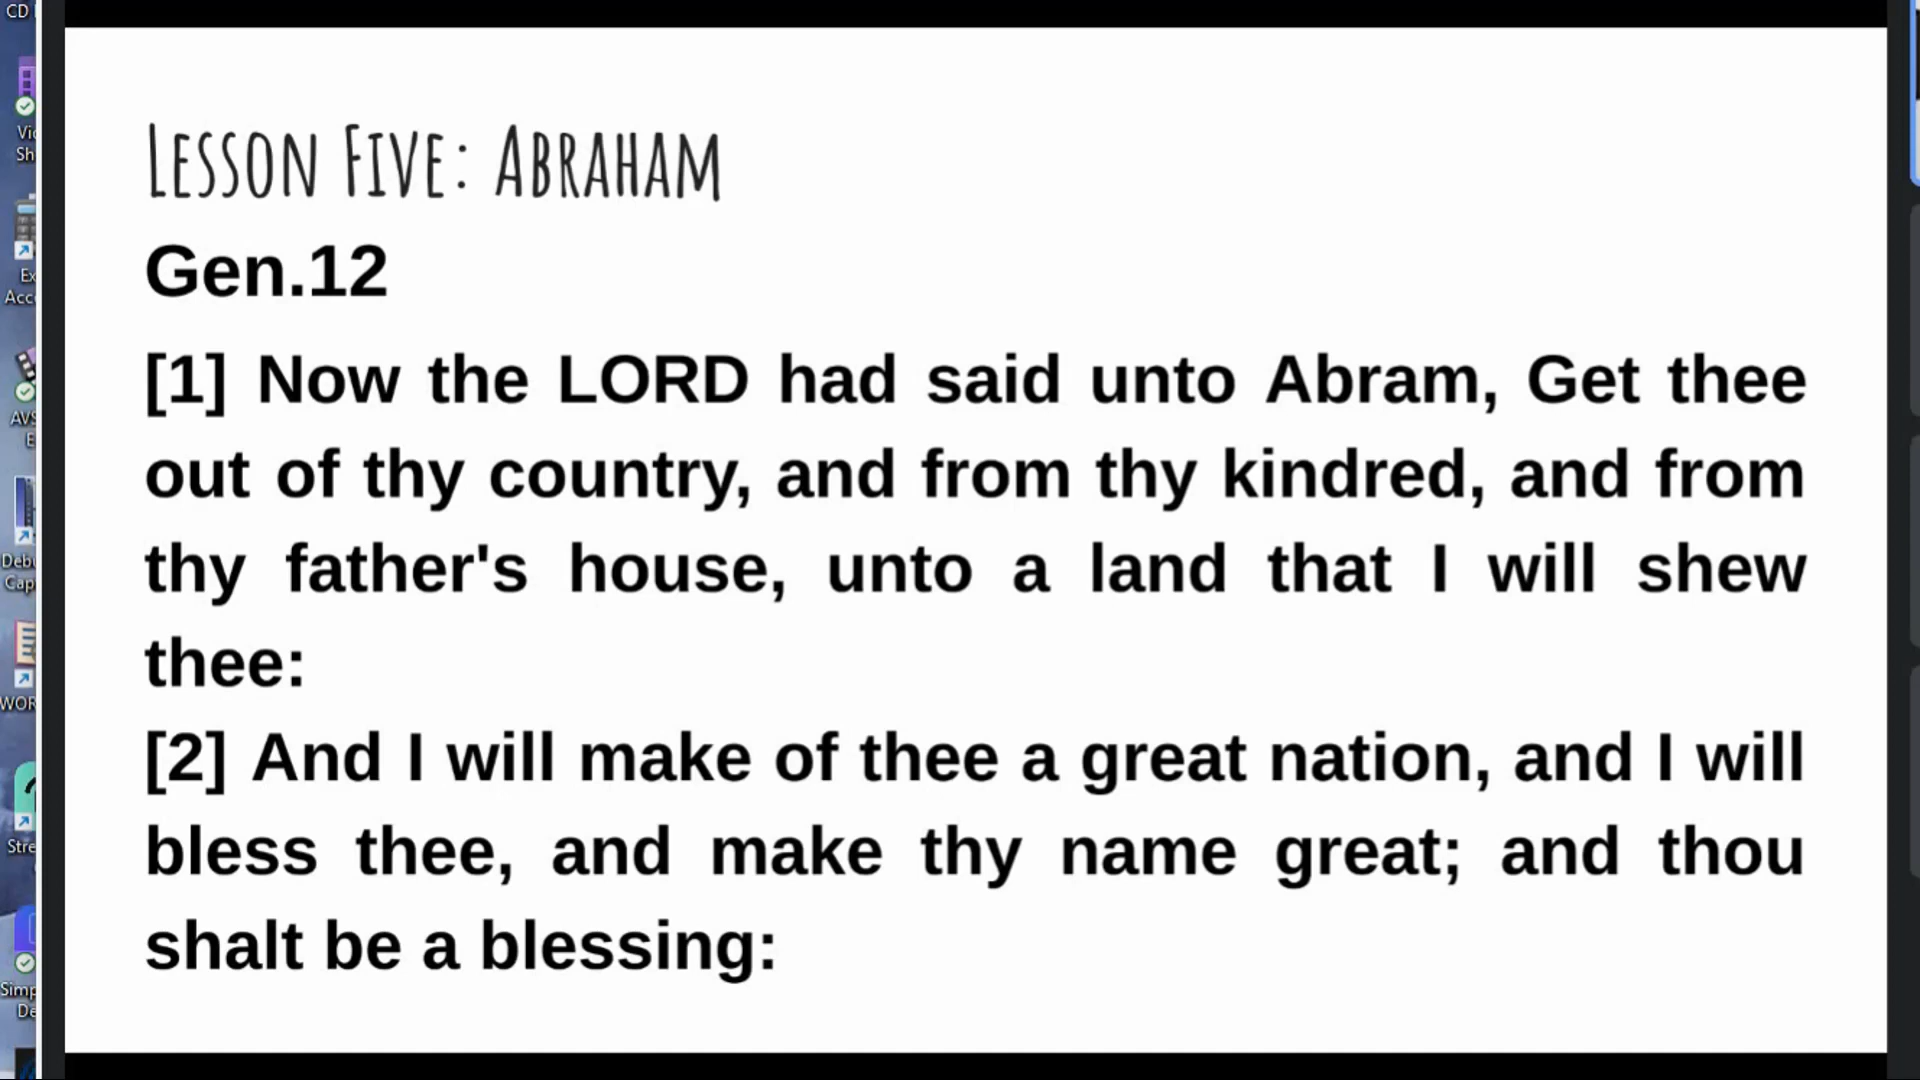 CD
Lesson Five: Abraham
Gen.12
[1] Now the LORD had said unto Abram, Get thee
out of thy country, and from thy kindred, and from
thy father's house, unto a land that I will shew
thee:
[2] And I will make of thee a great nation, and I will
bless thee, and make thy name great; and thou
shalt be a blessing: